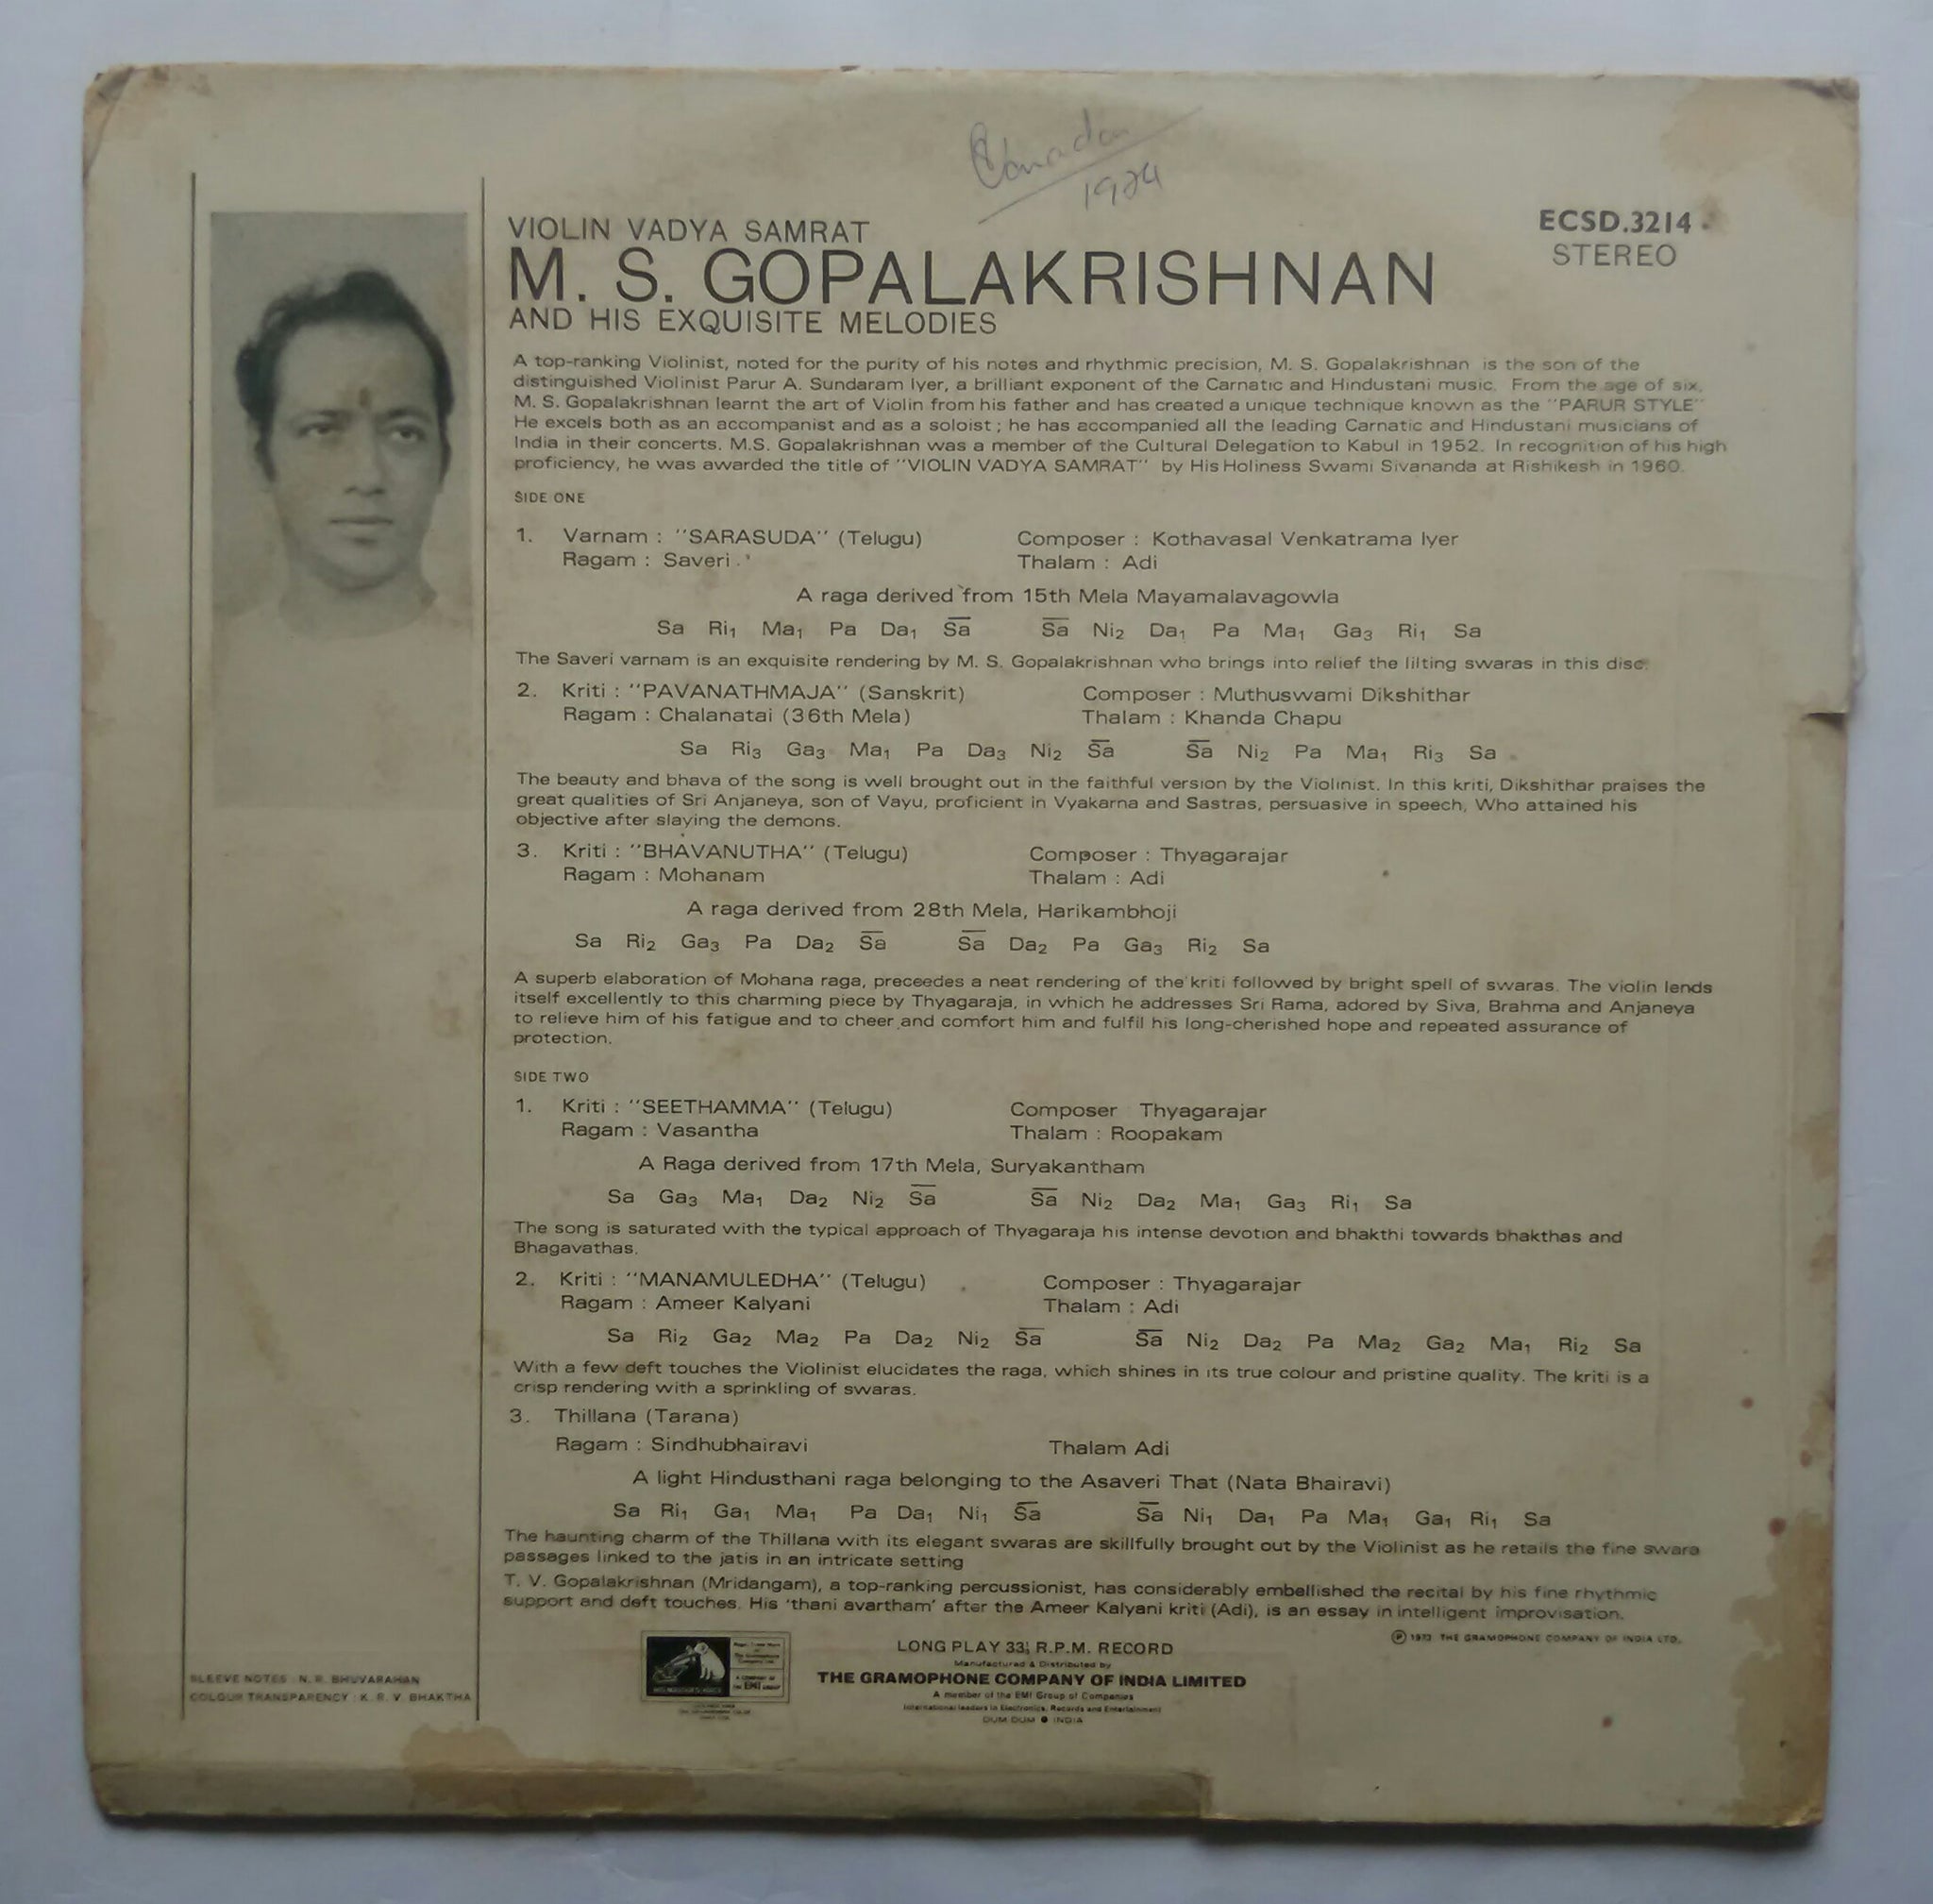 Canada
1974
VIOLIN VADYA SAMRAT
M. S. GOPALAKRISHNAN
AND HIS EXQUISITE MELODIES
ECSD.3214
STEREO
A top-ranking Violinist, noted for the purity of his notes and rhythmic precision, M. S. Gopalakrishnan is the son of the
distinguished Violinist Parur A. Sundaram Iyer, a brilliant exponent of the Carnatic and Hindustani music. From the age of six,
M. S. Gopalakrishnan learnt the art of Violin from his father and has created a unique technique known as the "PARUR STYLE"
He excels both as an accompanist and as a soloist ; he has accompanied all the leading Carnatic and Hindustani musicians of
India in their concerts. M.S. Gopalakrishnan was a member of the Cultural Delegation to Kabul in 1952. In recognition of his high
proficiency, he was awarded the title of "VIOLIN VADYA SAMRAT" by His Holiness Swami Sivananda at Rishikesh in 1960.
SIDE ONE
1. Varnam : "SARASUDA" (Telugu) Composer : Kothavasal Venkatrama Iyer
Ragam : Saveri Thalam : Adi
A raga derived from 15th Mela Mayamalavagowla
Sa Ri₁ Ma₁ Pa Da₁ S̅a̅ S̅a̅ Ni₂ Da₁ Pa Ma₁ Ga₃ Ri₁ Sa
The Saveri varnam is an exquisite rendering by M. S. Gopalakrishnan who brings into relief the lilting swaras in this disc.
2. Kriti : "PAVANATHMAJA" (Sanskrit) Composer : Muthuswami Dikshithar
Ragam : Chalanatai (36th Mela) Thalam : Khanda Chapu
Sa Ri₃ Ga₃ Ma₁ Pa Da₃ Ni₂ S̅a̅ S̅a̅ Ni₂ Pa Ma₁ Ri₃ Sa
The beauty and bhava of the song is well brought out in the faithful version by the Violinist. In this kriti, Dikshithar praises the
great qualities of Sri Anjaneya, son of Vayu, proficient in Vyakarna and Sastras, persuasive in speech, Who attained his
objective after slaying the demons.
3. Kriti : "BHAVANUTHA" (Telugu) Composer : Thyagarajar
Ragam : Mohanam Thalam : Adi
A raga derived from 28th Mela, Harikambhoji
Sa Ri₂ Ga₃ Pa Da₂ S̅a̅ S̅a̅ Da₂ Pa Ga₃ Ri₂ Sa
A superb elaboration of Mohana raga, preceedes a neat rendering of the kriti followed by bright spell of swaras. The violin lends
itself excellently to this charming piece by Thyagaraja, in which he addresses Sri Rama, adored by Siva, Brahma and Anjaneya
to relieve him of his fatigue and to cheer and comfort him and fulfil his long-cherished hope and repeated assurance of
protection.
SIDE TWO
1. Kriti : "SEETHAMMA" (Telugu) Composer Thyagarajar
Ragam : Vasantha Thalam : Roopakam
A Raga derived from 17th Mela, Suryakantham
Sa Ga₃ Ma₁ Da₂ Ni₂ S̅a̅ S̅a̅ Ni₂ Da₂ Ma₁ Ga₃ Ri₁ Sa
The song is saturated with the typical approach of Thyagaraja his intense devotion and bhakthi towards bhakthas and
Bhagavathas.
2. Kriti : "MANAMULEDHA" (Telugu) Composer : Thyagarajar
Ragam : Ameer Kalyani Thalam : Adi
Sa Ri₂ Ga₂ Ma₂ Pa Da₂ Ni₂ S̅a̅ S̅a̅ Ni₂ Da₂ Pa Ma₂ Ga₂ Ma₁ Ri₂ Sa
With a few deft touches the Violinist elucidates the raga, which shines in its true colour and pristine quality. The kriti is a
crisp rendering with a sprinkling of swaras.
3. Thillana (Tarana)
Ragam : Sindhubhairavi Thalam Adi
A light Hindusthani raga belonging to the Asaveri That (Nata Bhairavi)
Sa Ri₁ Ga₁ Ma₁ Pa Da₁ Ni₁ S̅a̅ S̅a̅ Ni₁ Da₁ Pa Ma₁ Ga₁ Ri₁ Sa
The haunting charm of the Thillana with its elegant swaras are skillfully brought out by the Violinist as he retails the fine swara
passages linked to the jatis in an intricate setting
T. V. Gopalakrishnan (Mridangam), a top-ranking percussionist, has considerably embellished the recital by his fine rhythmic
support and deft touches. His 'thani avartham' after the Ameer Kalyani kriti (Adi), is an essay in intelligent improvisation.
℗ 1973 THE GRAMOPHONE COMPANY OF INDIA LTD.
LONG PLAY 33⅓ R.P.M. RECORD
Manufactured & Distributed by
THE GRAMOPHONE COMPANY OF INDIA LIMITED
A member of the EMI Group of Companies
International leaders in Electronics, Records and Entertainment
DUM DUM ● INDIA
SLEEVE NOTES : N. R. BHUVARAHAN
COLOUR TRANSPARENCY : K. R. V. BHAKTHA